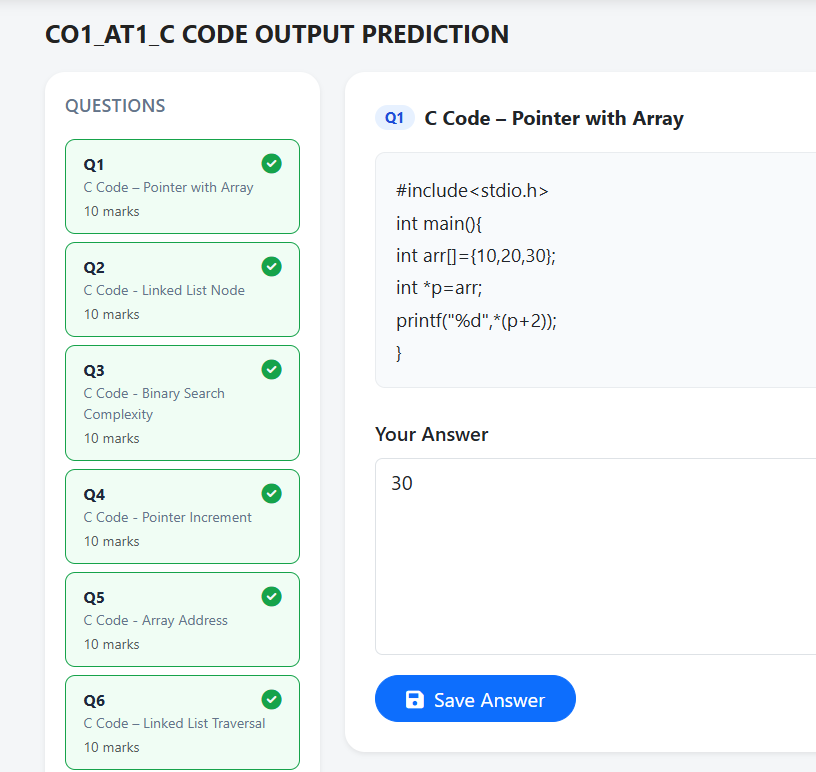 CO1_AT1_C CODE OUTPUT PREDICTION
QUESTIONS
Q1
C Code – Pointer with Array
10 marks
Q2
C Code - Linked List Node
10 marks
Q3
C Code - Binary Search
Complexity
10 marks
Q4
C Code - Pointer Increment
10 marks
Q5
C Code - Array Address
10 marks
Q6
C Code – Linked List Traversal
10 marks
Q1 C Code – Pointer with Array
#include<stdio.h>
int main(){
int arr[]={10,20,30};
int *p=arr;
printf("%d",*(p+2));
}
Your Answer
30
Save Answer